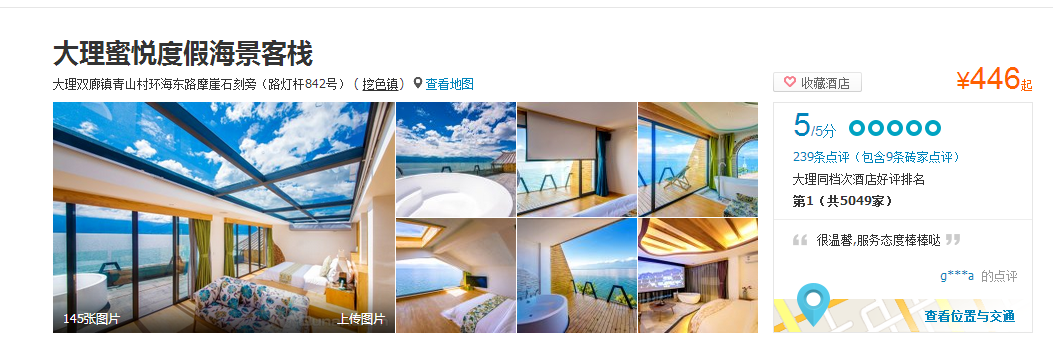 大理蜜悦度假海景客栈
大理双廊镇青山村环海东路摩崖石刻旁（路灯杆842号）（ 挖色镇） 查看地图
收藏酒店
¥446起
5/5分
239条点评（包含9条砖家点评）
大理同档次酒店好评排名
第1（共5049家）
“ 很温馨,服务态度棒棒哒 ”
g***a 的点评
145张图片
上传图片
查看位置与交通